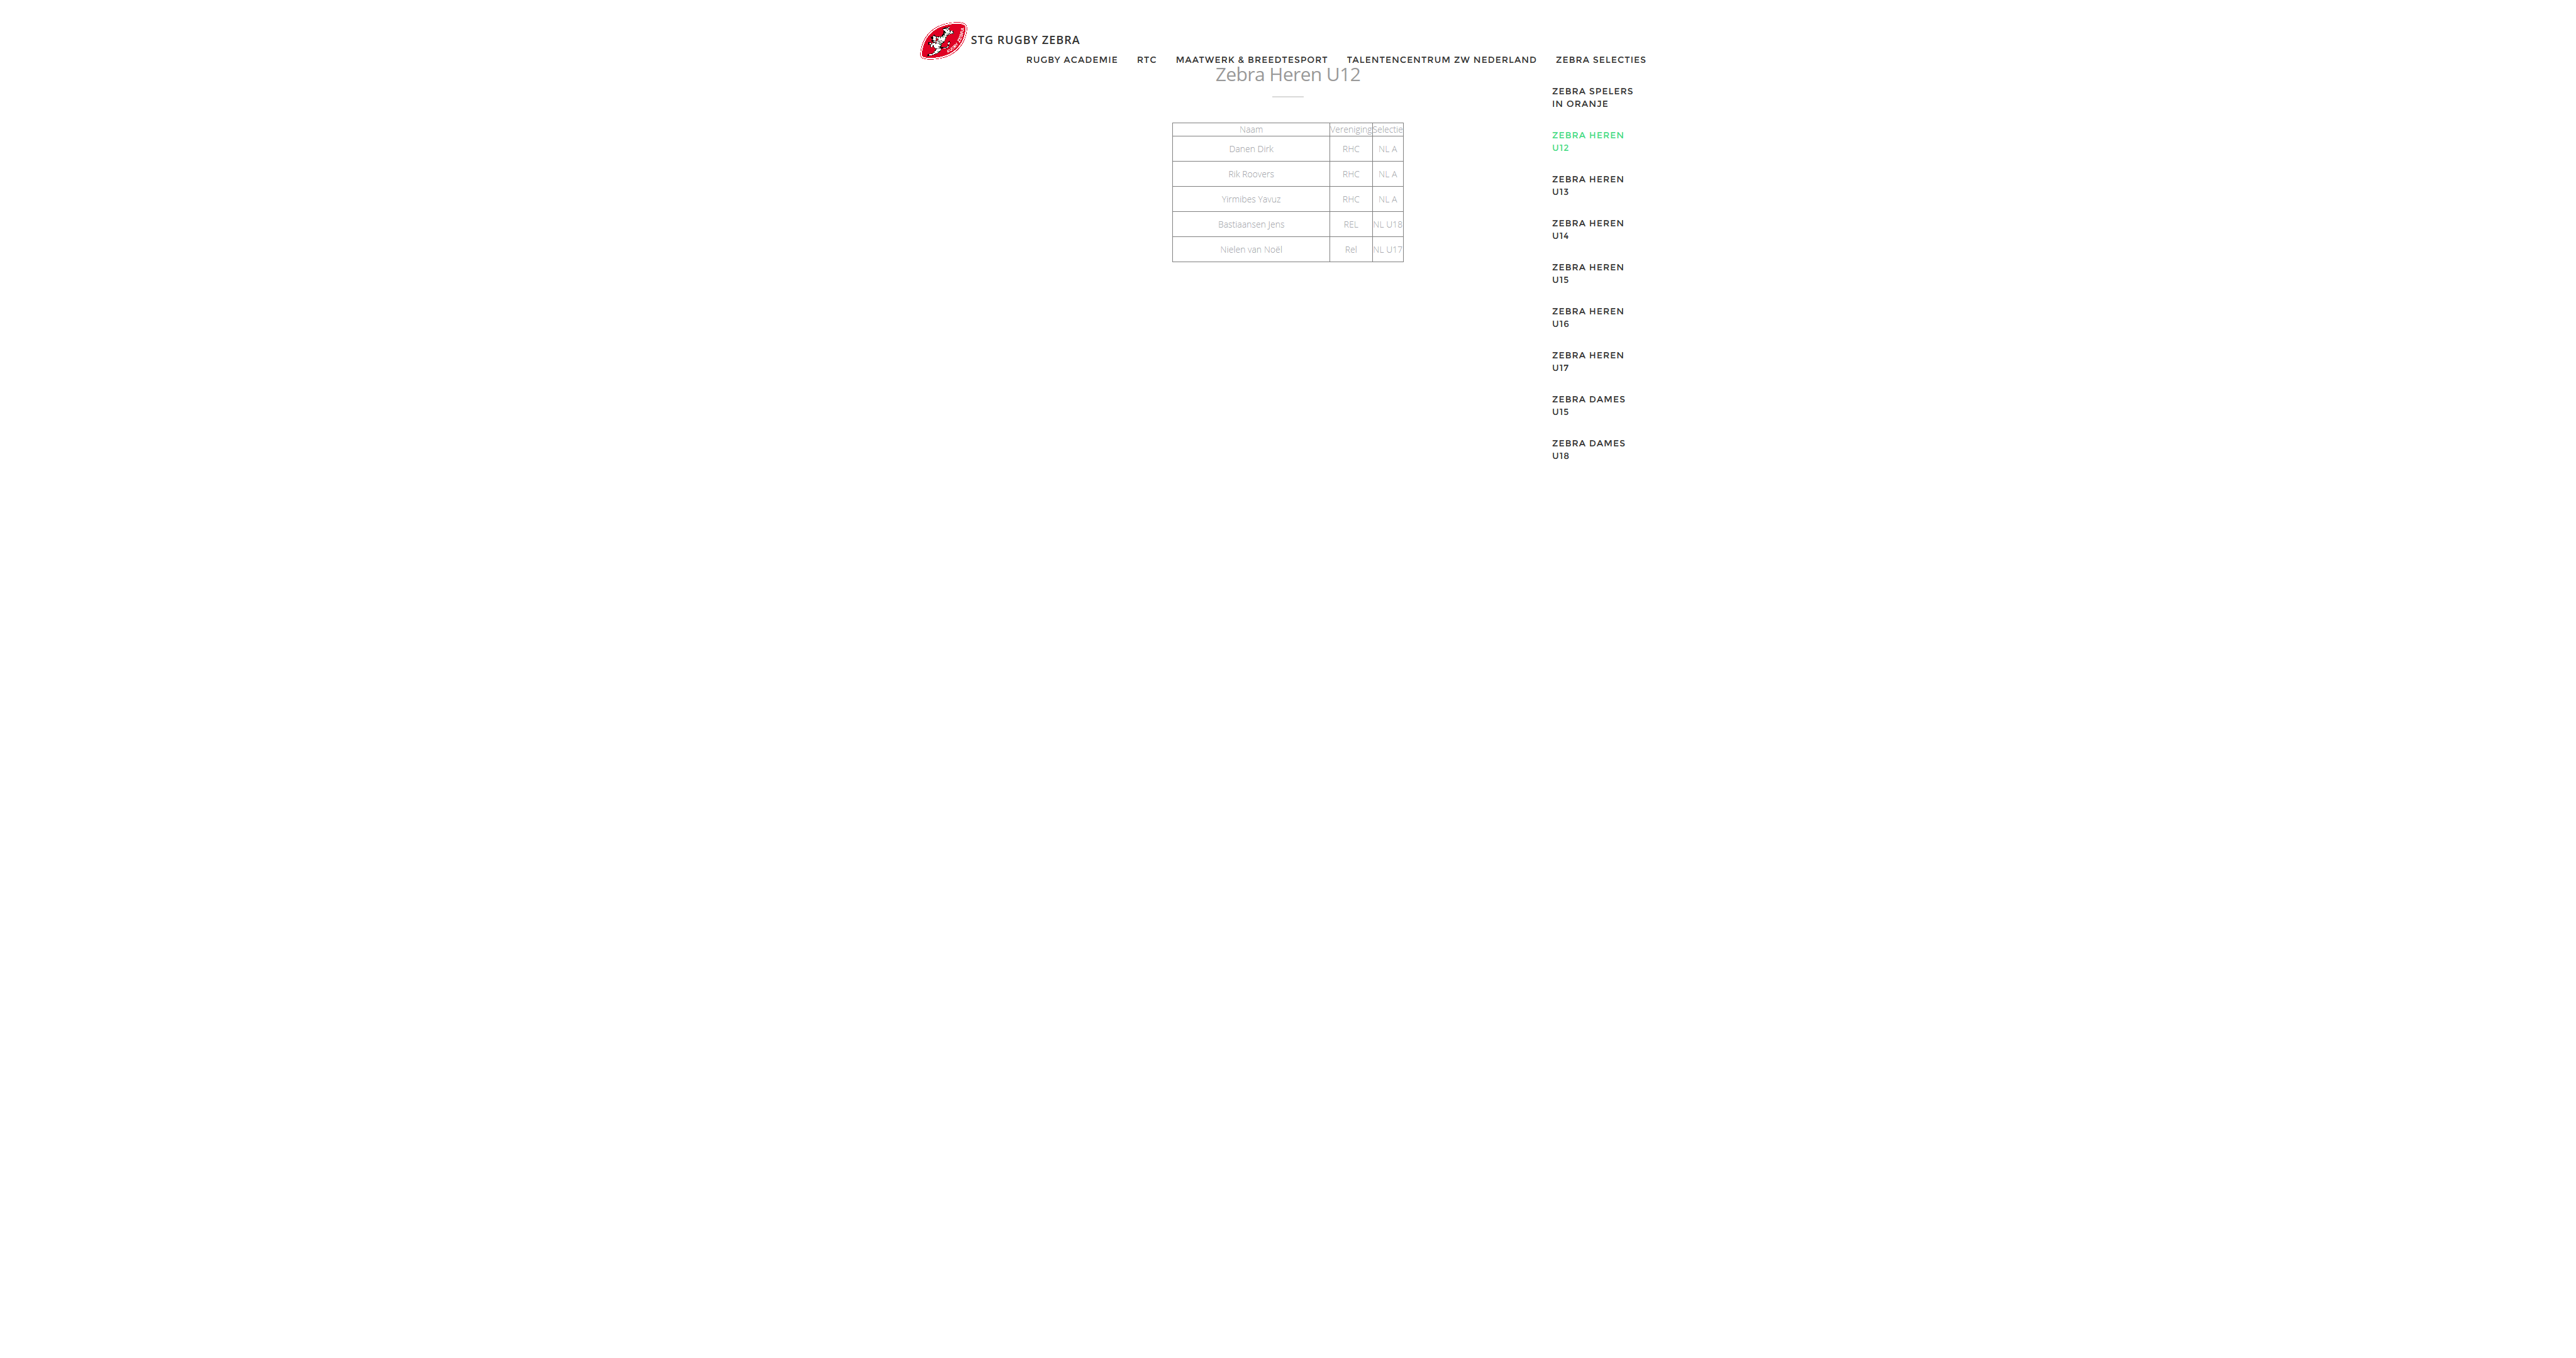 STG RUGBY ZEBRA
RUGBY ACADEMIE RTC MAATWERK & BREEDTESPORT TALENTENCENTRUM ZW NEDERLAND ZEBRA SELECTIES
Zebra Heren U12
ZEBRA SPELERS
IN ORANJE
ZEBRA HEREN
U12
ZEBRA HEREN
U13
ZEBRA HEREN
U14
ZEBRA HEREN
U15
ZEBRA HEREN
U16
ZEBRA HEREN
U17
ZEBRA DAMES
U15
ZEBRA DAMES
U18
Naam Vereniging Selectie
Danen Dirk RHC NL A
Rik Roovers RHC NL A
Yirmibes Yavuz RHC NL A
Bastiaansen Jens REL NL U18
Nielen van Noël Rel NL U17